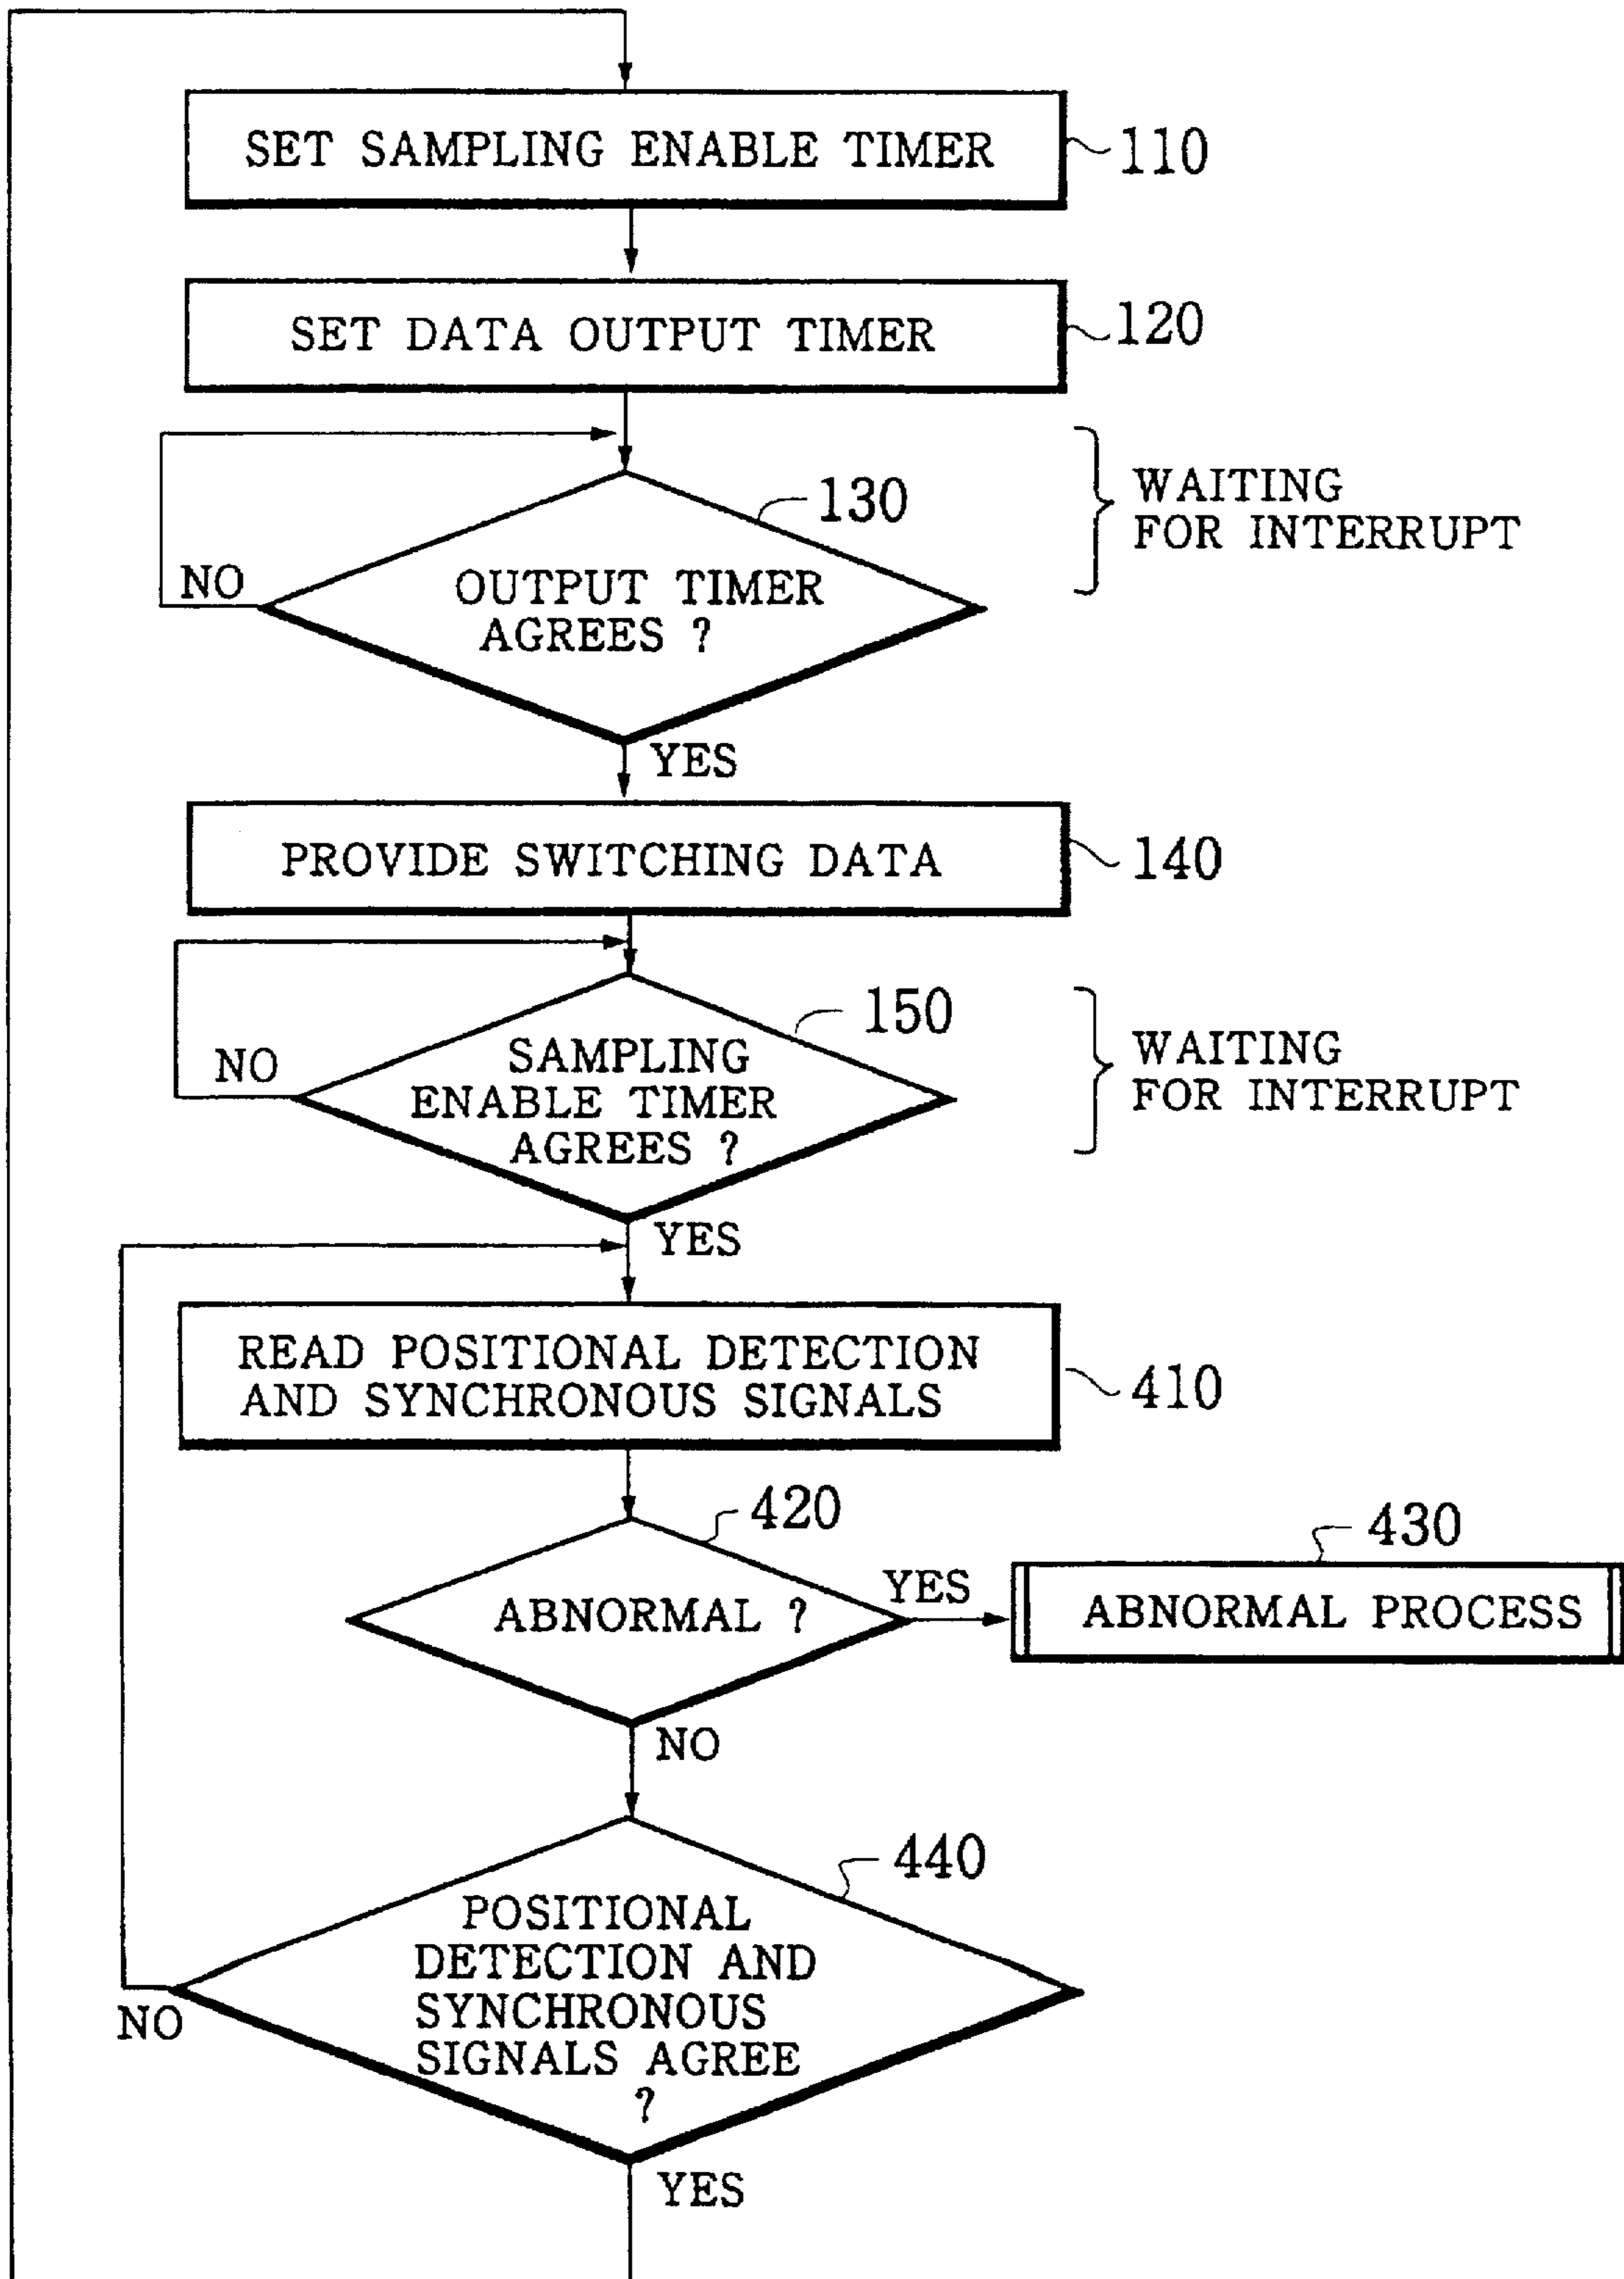 SET SAMPLING ENABLE TIMER
110
SET DATA OUTPUT TIMER
120
130
WAITING
FOR INTERRUPT
NO
OUTPUT TIMER
AGREES ?
YES
PROVIDE SWITCHING DATA
140
150
WAITING
FOR INTERRUPT
NO
SAMPLING
ENABLE TIMER
AGREES ?
YES
READ POSITIONAL DETECTION
AND SYNCHRONOUS SIGNALS
410
420
430
ABNORMAL ?
YES
ABNORMAL PROCESS
NO
440
POSITIONAL
DETECTION AND
SYNCHRONOUS
SIGNALS AGREE
?
NO
YES